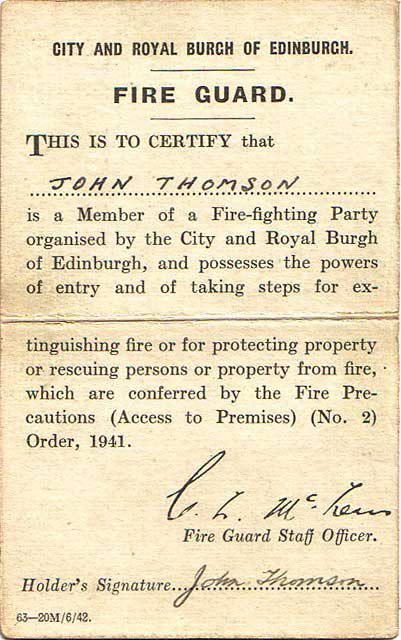 CITY AND ROYAL BURGH OF EDINBURGH.
FIRE GUARD.
THIS IS TO CERTIFY that
JOHN THOMSON
is a Member of a Fire-fighting Party
organised by the City and Royal Burgh
of Edinburgh, and possesses the powers
of entry and of taking steps for ex-
tinguishing fire or for protecting property
or rescuing persons or property from fire,
which are conferred by the Fire Pre-
cautions (Access to Premises) (No. 2)
Order, 1941.
C. L. Mc
Fire Guard Staff Officer.
Holder's Signature...John Thomson
63—20M/6/42.